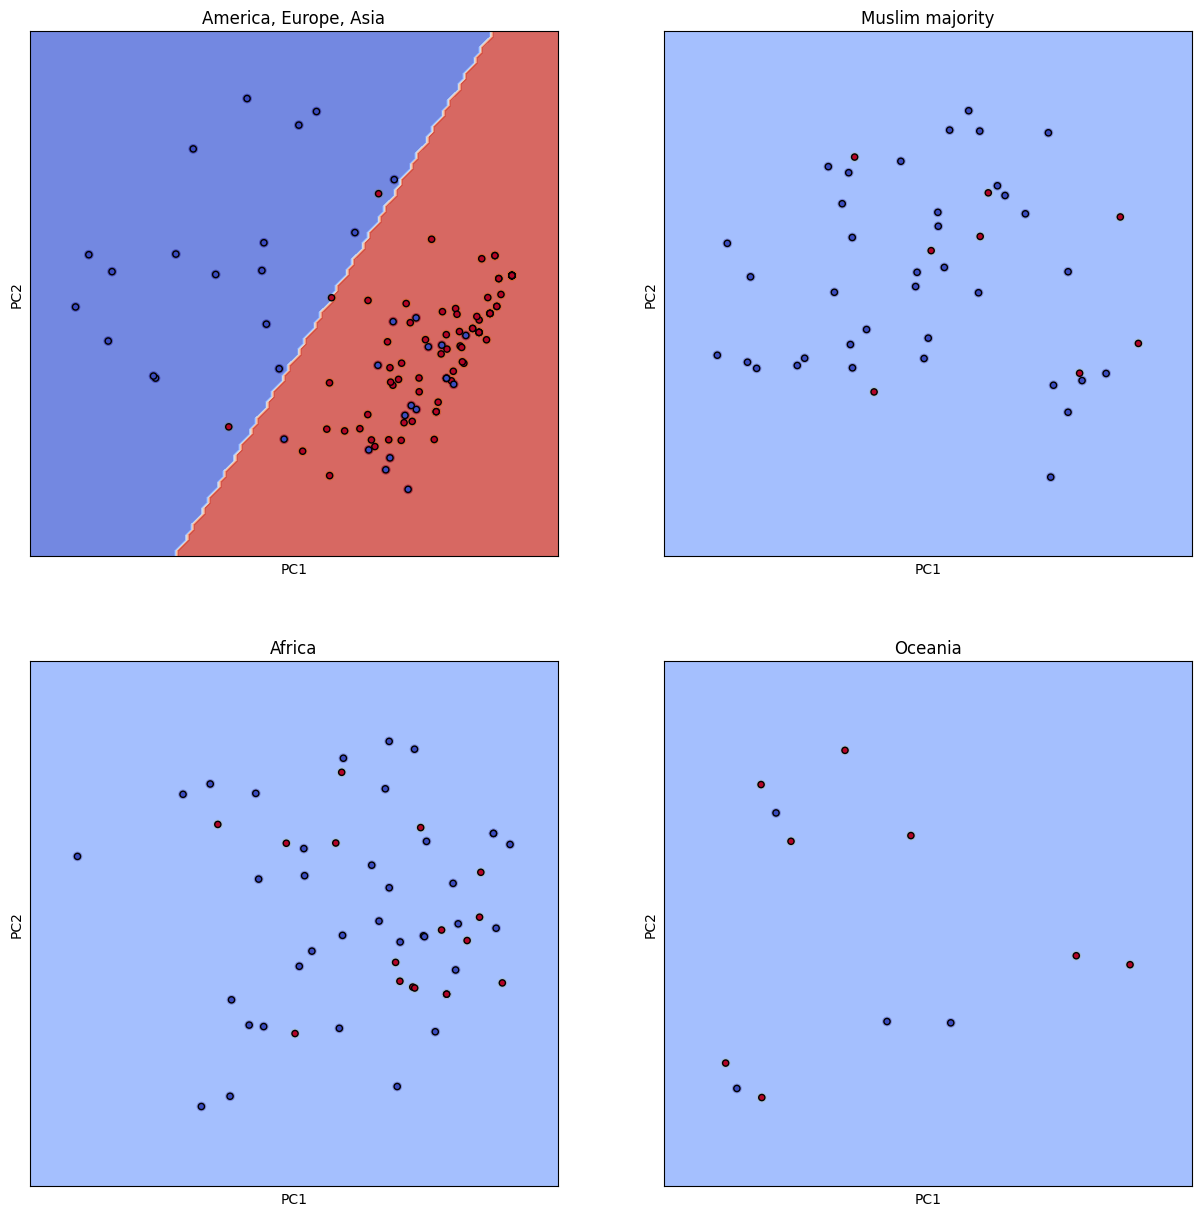 America, Europe, Asia
PC2
PC1
Muslim majority
PC2
PC1
Africa
PC2
PC1
Oceania
PC2
PC1